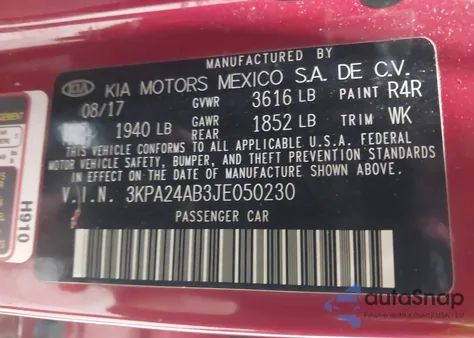 MANUFACTURED BY
KIA KIA MOTORS MEXICO S.A. DE C.V.
08/17 GVWR 3616 LB PAINT R4R
1940 LB GAWR REAR 1852 LB TRIM WK
THIS VEHICLE CONFORMS TO ALL APPLICABLE U.S.A. FEDERAL
MOTOR VEHICLE SAFETY, BUMPER, AND THEFT PREVENTION STANDARDS
IN EFFECT ON THE DATE OF MANUFACTURE SHOWN ABOVE.
V.I.N. 3KPA24AB3JE050230
PASSENGER CAR
H910
autoSnap